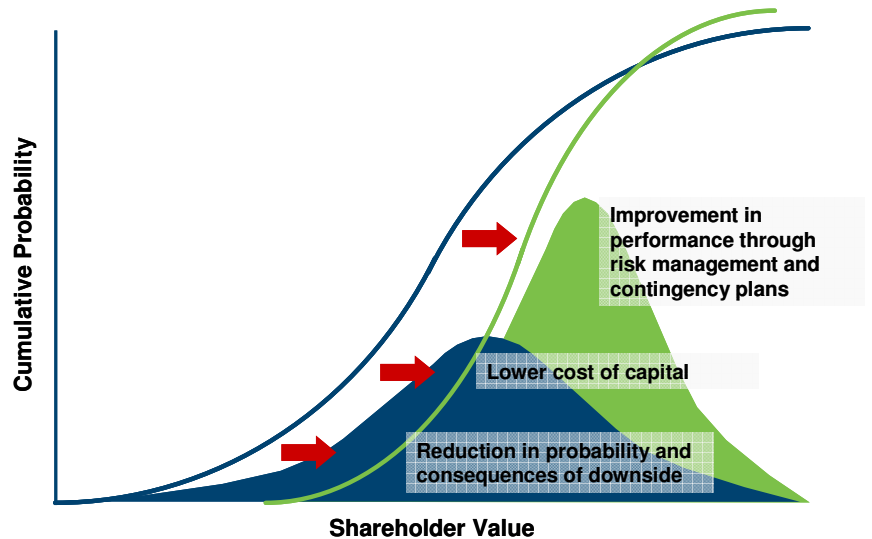 Cumulative Probability
Improvement in
performance through
risk management and
contingency plans
Lower cost of capital
Reduction in probability and
consequences of downside
Shareholder Value